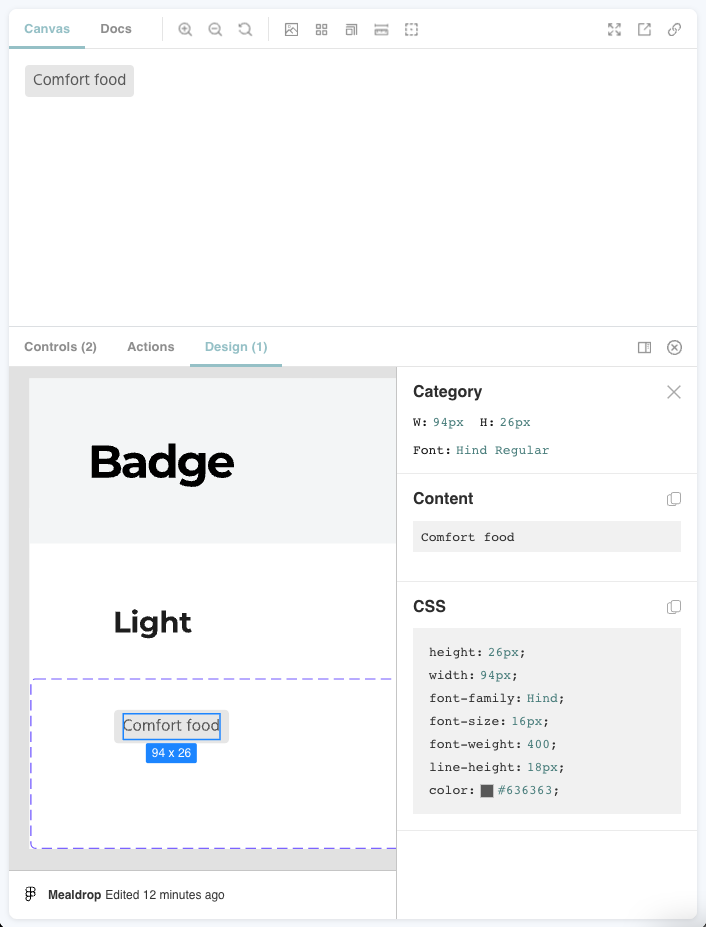 Canvas Docs
Comfort food
Controls (2) Actions Design (1)
Badge
Light
Comfort food
94 x 26
Mealdrop Edited 12 minutes ago
Category
W: 94px H: 26px
Font: Hind Regular
Content
Comfort food
CSS
height: 26px;
width: 94px;
font-family: Hind;
font-size: 16px;
font-weight: 400;
line-height: 18px;
color: #636363;